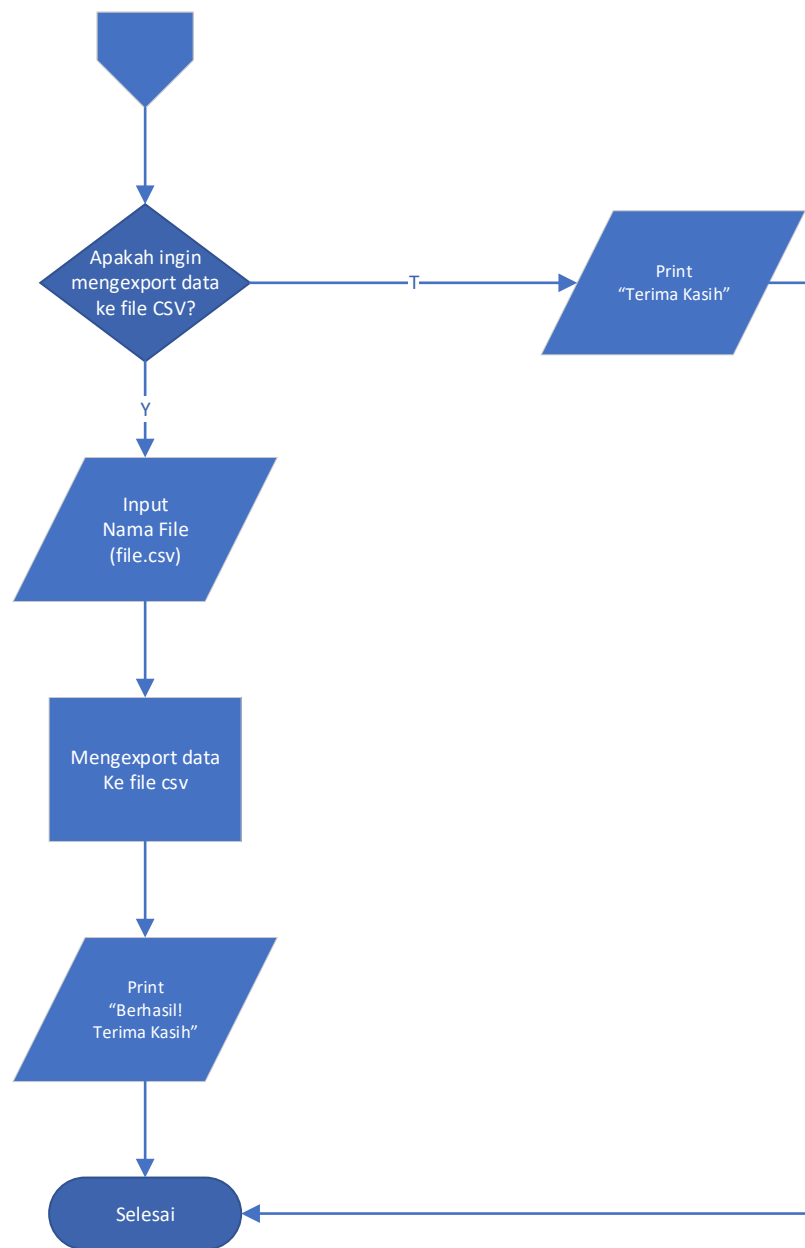 Apakah ingin
mengexport data
ke file CSV?
T
Print
“Terima Kasih”
Y
Input
Nama File
(file.csv)
Mengexport data
Ke file csv
Print
“Berhasil!
Terima Kasih”
Selesai